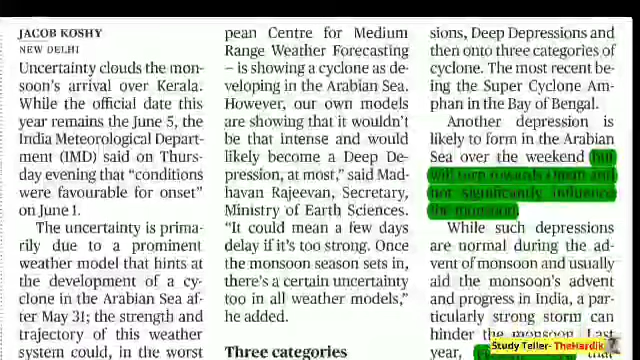 JACOB KOSHY
NEW DELHI
Uncertainty clouds the mon-
soon's arrival over Kerala.
While the official date this
year remains the June 5, the
India Meteorological Depart-
ment (IMD) said on Thurs-
day evening that "conditions
were favourable for onset"
on June 1.
The uncertainty is prima-
rily due to a prominent
weather model that hints at
the development of a cy-
clone in the Arabian Sea af-
ter May 31; the strength and
trajectory of this weather
system could, in the worst
pean Centre for Medium
Range Weather Forecasting
– is showing a cyclone as de-
veloping in the Arabian Sea.
However, our own models
are showing that it wouldn't
be that intense and would
likely become a Deep De-
pression, at most," said Mad-
havan Rajeevan, Secretary,
Ministry of Earth Sciences.
"It could mean a few days
delay if it's too strong. Once
the monsoon season sets in,
there's a certain uncertainty
too in all weather models,"
he added.
Three categories
sions, Deep Depressions and
then onto three categories of
cyclone. The most recent be-
ing the Super Cyclone Am-
phan in the Bay of Bengal.
Another depression is
likely to form in the Arabian
Sea over the weekend but
will turn towards Oman and
not significantly influence
the monsoon.
While such depressions
are normal during the ad-
vent of monsoon and usually
aid the monsoon's advent
and progress in India, a par-
ticularly strong storm can
hinder the monsoon. Last
year,
Study Teller- TheHardik